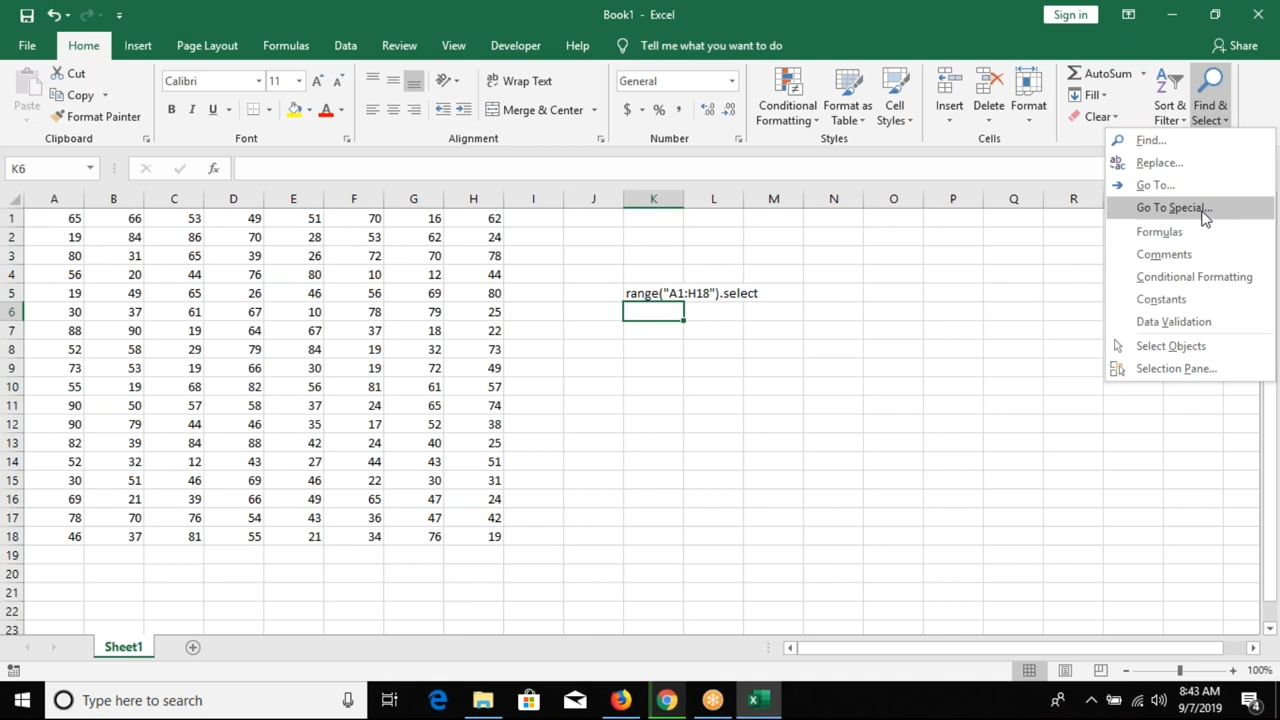 Book1 - Excel
Sign in
File Home Insert Page Layout Formulas Data Review View Developer Help Tell me what you want to do Share
Paste
Cut
Copy
Format Painter
Clipboard
Calibri 11
B I U
Font
Wrap Text
Merge & Center
Alignment
General
$ % ,
Number
Conditional Formatting
Format as Table
Cell Styles
Styles
Insert Delete Format
Cells
AutoSum
Fill
Clear
Sort & Filter
Find & Select
K6
fx
Find...
Replace...
Go To...
Go To Special...
Formulas
Comments
Conditional Formatting
Constants
Data Validation
Select Objects
Selection Pane...
A B C D E F G H I J K L M N O P Q R
1 65 66 53 49 51 70 16 62
2 19 84 86 70 28 53 62 24
3 80 31 65 39 26 72 70 78
4 56 20 44 76 80 10 12 44
5 19 49 65 26 46 56 69 80 range("A1:H18").select
6 30 37 61 67 10 78 79 25
7 88 90 19 64 67 37 18 22
8 52 58 29 79 84 19 32 73
9 73 53 19 66 30 19 72 49
10 55 19 68 82 56 81 61 57
11 90 50 57 58 37 24 65 74
12 90 79 44 46 35 17 52 38
13 82 39 84 88 42 24 40 25
14 52 32 12 43 27 44 43 51
15 30 51 46 69 46 22 30 31
16 69 21 39 66 49 65 47 24
17 78 70 76 54 43 36 47 42
18 46 37 81 55 21 34 76 19
19
20
21
22
23
Sheet1
100%
Type here to search
8:43 AM
9/7/2019
4